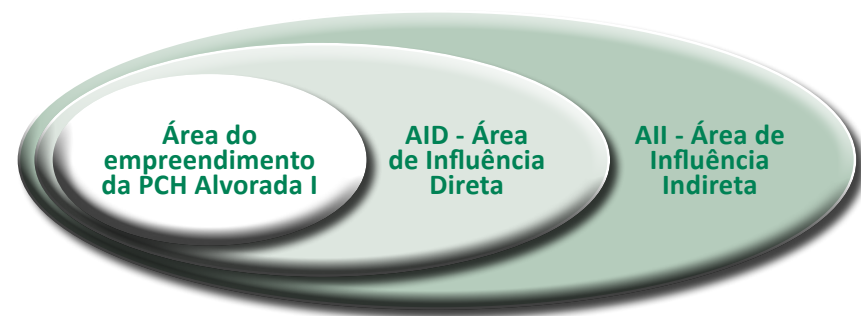 Área do
empreendimento
da PCH Alvorada I
AID - Área
de Influência
Direta
AII - Área de
Influência
Indireta